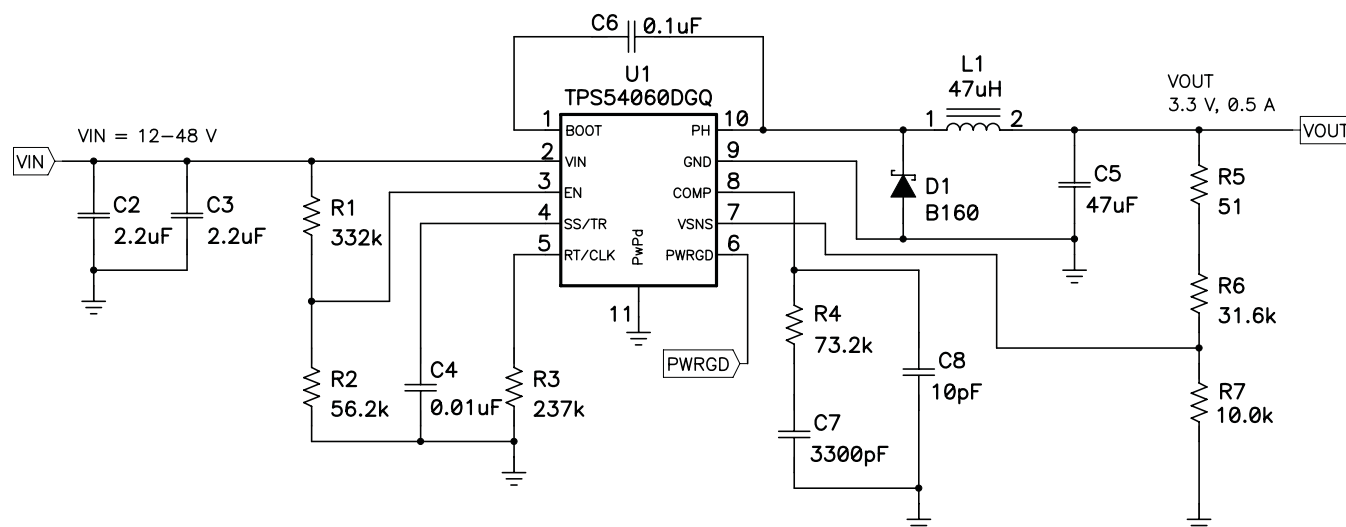 C6 0.1uF
U1
TPS54060DGQ
L1
47uH
VOUT
3.3 V, 0.5 A
VIN = 12-48 V
VIN
VOUT
1 BOOT PH 10
2 VIN GND 9
3 EN COMP 8
4 SS/TR VSNS 7
5 RT/CLK PWRGD 6
PwPd
11
1 2
C2
2.2uF
C3
2.2uF
R1
332k
D1
B160
C5
47uF
R5
51
R6
31.6k
R4
73.2k
PWRGD
C8
10pF
R2
56.2k
C4
0.01uF
R3
237k
C7
3300pF
R7
10.0k